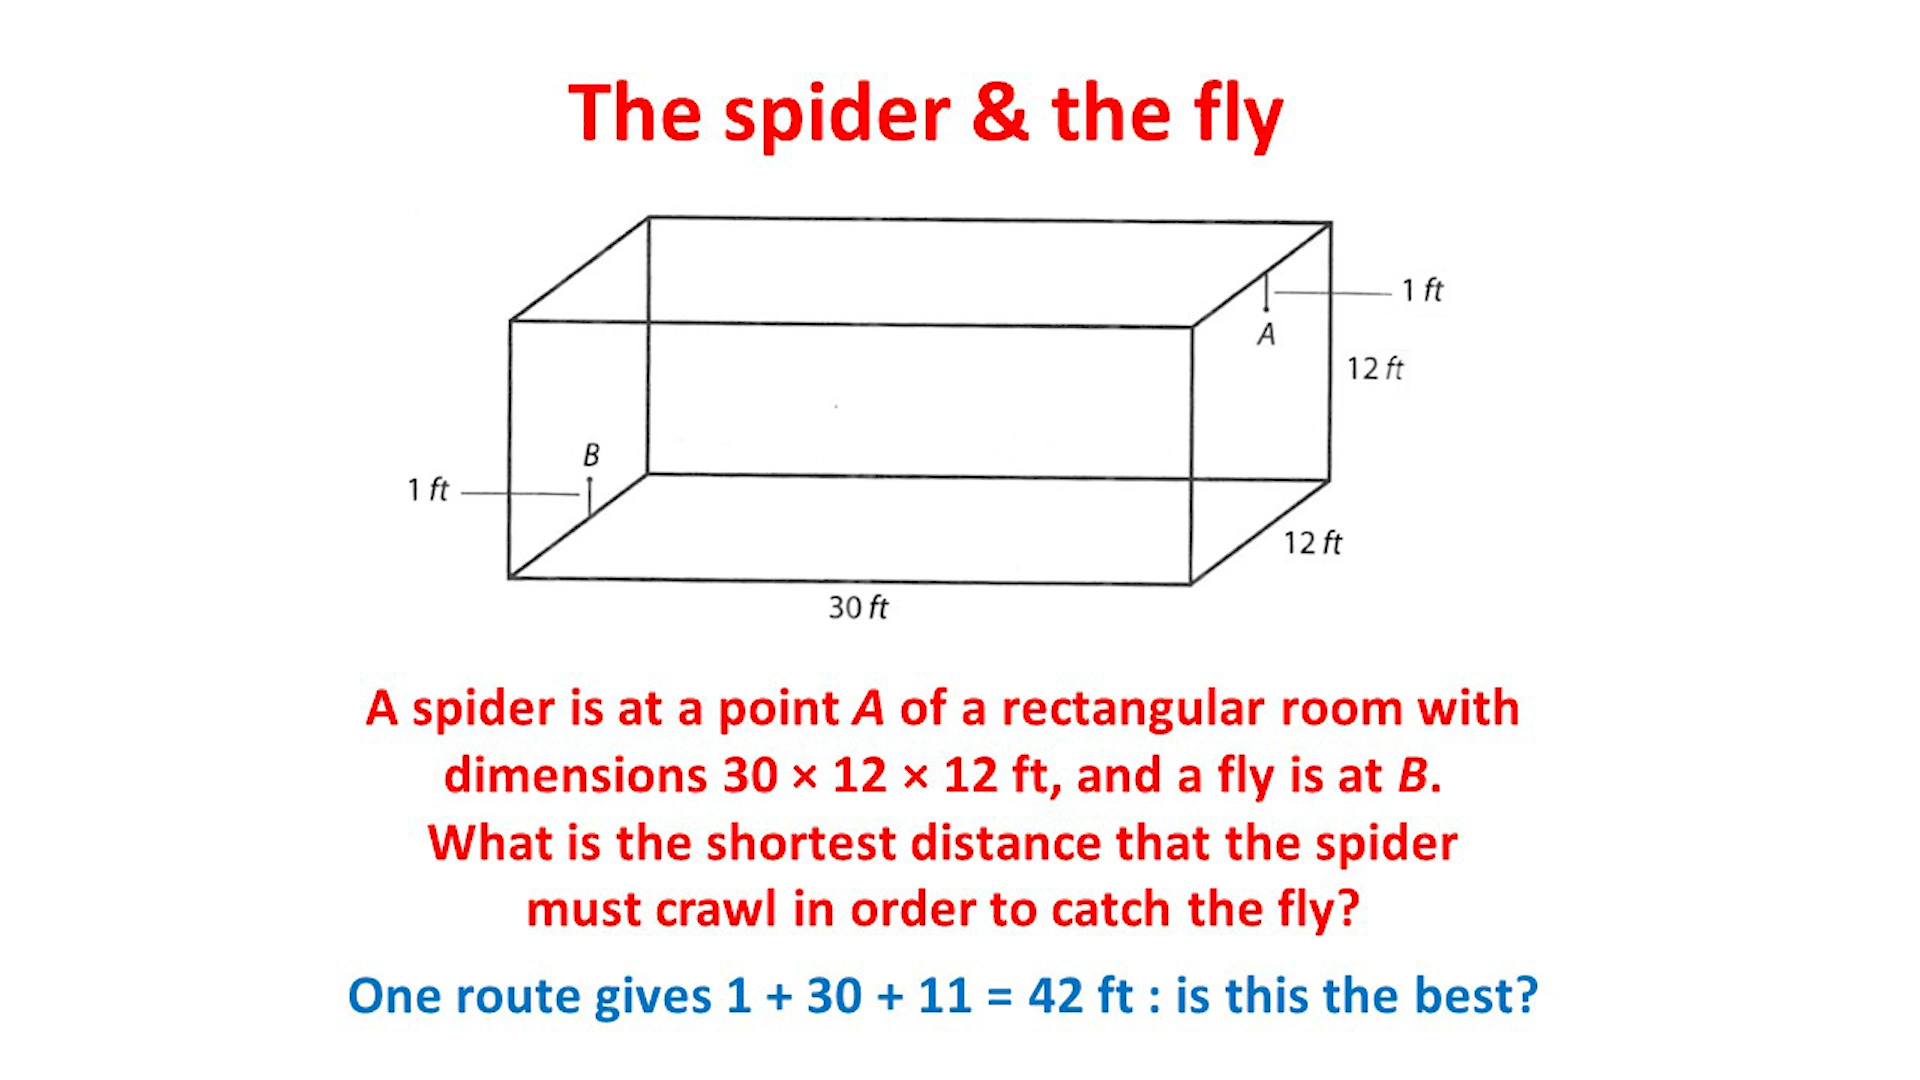 The spider & the fly
1 ft
A
12 ft
B
1 ft
12 ft
30 ft
A spider is at a point A of a rectangular room with
dimensions 30 × 12 × 12 ft, and a fly is at B.
What is the shortest distance that the spider
must crawl in order to catch the fly?
One route gives 1 + 30 + 11 = 42 ft : is this the best?